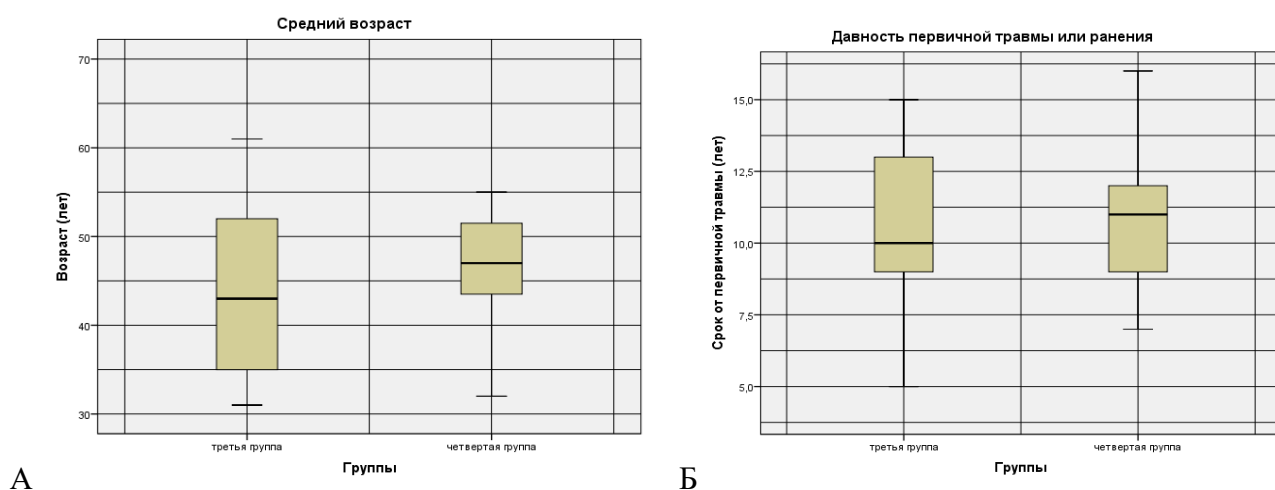 Средний возраст
Возраст (лет)
70
60
50
40
30
третья группа
четвертая группа
Группы
А
Давность первичной травмы или ранения
Срок от первичной травмы (лет)
15,0
12,5
10,0
7,5
5,0
третья группа
четвертая группа
Группы
Б